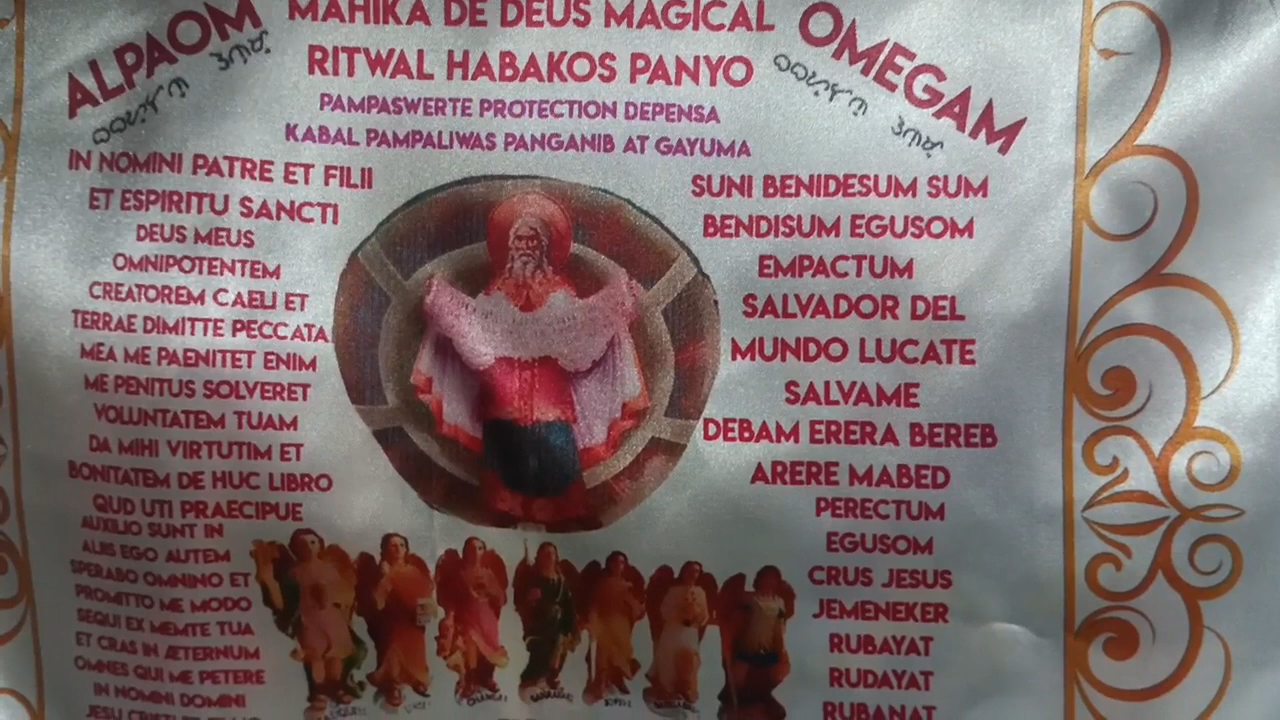 ALPAOM
MAHIKA DE DEUS MAGICAL
OMEGAM
RITWAL HABAKOS PANYO
PAMPASWERTE PROTECTION DEPENSA
KABAL PAMPALIWAS PANGANIB AT GAYUMA
IN NOMINI PATRE ET FILII
ET ESPIRITU SANCTI
DEUS MEUS
OMNIPOTENTEM
CREATOREM CAELI ET
TERRAE DIMITTE PECCATA
MEA ME PAENITET ENIM
ME PENITUS SOLVERET
VOLUNTATEM TUAM
DA MIHI VIRTUTIM ET
BONITATEM DE HUC LIBRO
QUD UTI PRAECIPUE
AUXILIO SUNT IN
ALIIS EGO AUTEM
SPERABO OMNINO ET
PROMITTO ME MODO
SEQUI EX MEMTE TUA
ET CRAS IN ÆTERNUM
OMNES QUI ME PETERE
IN NOMINI DOMINI
SUNI BENIDESUM SUM
BENDISUM EGUSOM
EMPACTUM
SALVADOR DEL
MUNDO LUCATE
SALVAME
DEBAM ERERA BEREB
ARERE MABED
PERECTUM
EGUSOM
CRUS JESUS
JEMENEKER
RUBAYAT
RUDAYAT
RUBANAT